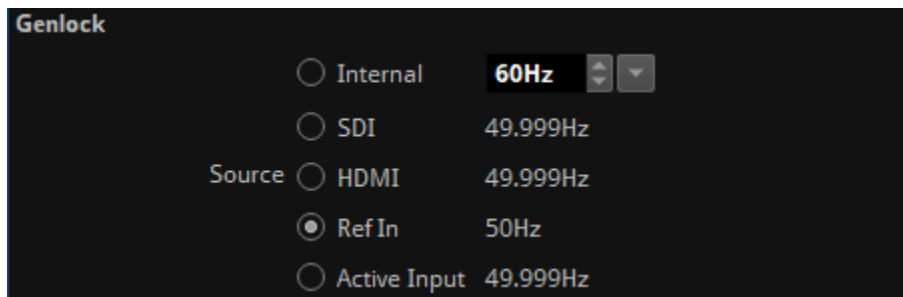 Genlock
Internal 60Hz
SDI 49.999Hz
Source HDMI 49.999Hz
Ref In 50Hz
Active Input 49.999Hz